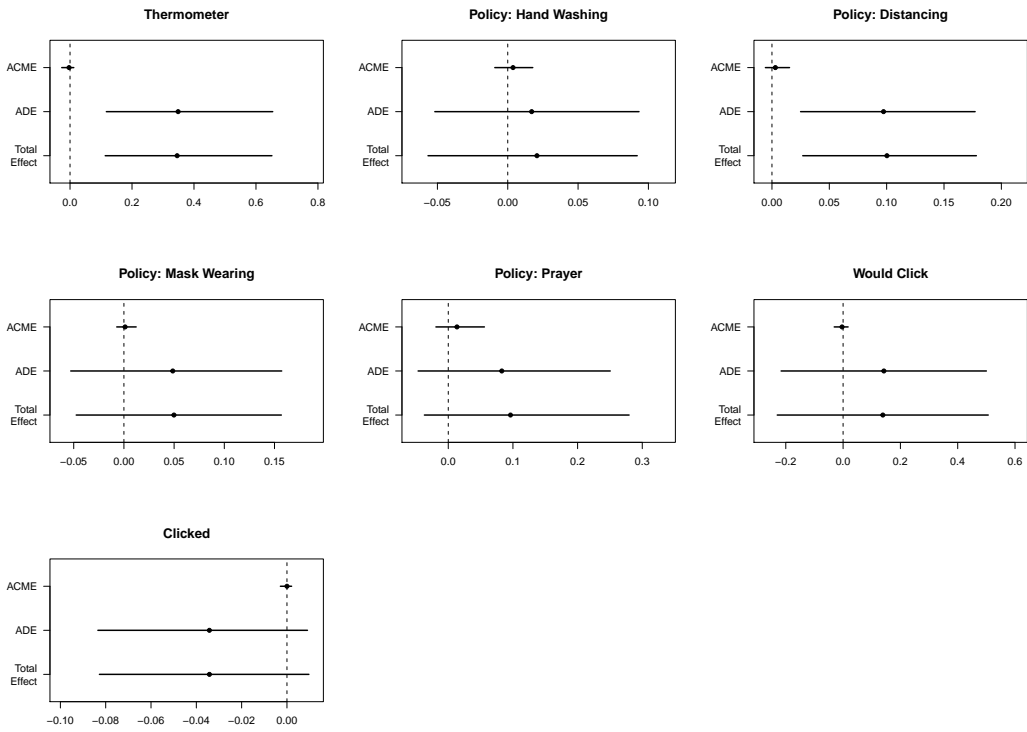 Thermometer
ACME
ADE
Total
Effect
0.0 0.2 0.4 0.6 0.8
Policy: Hand Washing
ACME
ADE
Total
Effect
−0.05 0.00 0.05 0.10
Policy: Distancing
ACME
ADE
Total
Effect
0.00 0.05 0.10 0.15 0.20
Policy: Mask Wearing
ACME
ADE
Total
Effect
−0.05 0.00 0.05 0.10 0.15
Policy: Prayer
ACME
ADE
Total
Effect
0.0 0.1 0.2 0.3
Would Click
ACME
ADE
Total
Effect
−0.2 0.0 0.2 0.4 0.6
Clicked
ACME
ADE
Total
Effect
−0.10 −0.08 −0.06 −0.04 −0.02 0.00